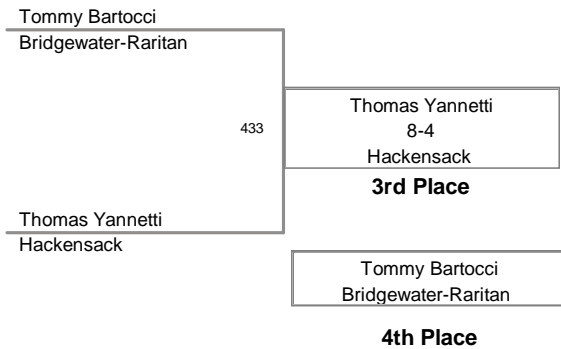 Tommy Bartocci
Bridgewater-Raritan
433
Thomas Yannetti
8-4
Hackensack
3rd Place
Thomas Yannetti
Hackensack
Tommy Bartocci
Bridgewater-Raritan
4th Place